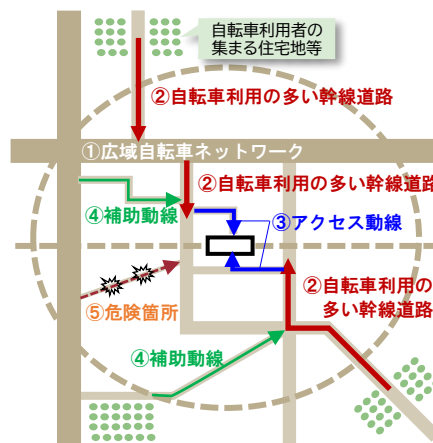 自転車利用者の
集まる住宅地等
②自転車利用の多い幹線道路
①広域自転車ネットワーク
②自転車利用の多い幹線道路
④補助動線
③アクセス動線
②自転車利用の
多い幹線道路
⑤危険箇所
④補助動線